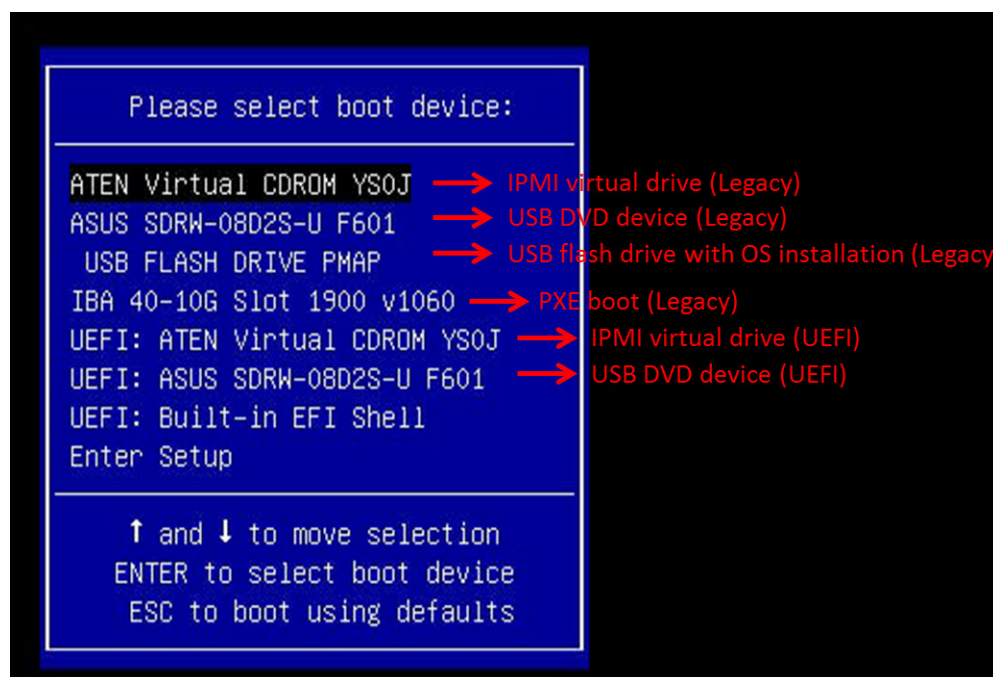 Please select boot device:
ATEN Virtual CDROM YS0J → IPMI virtual drive (Legacy)
ASUS SDRW-08D2S-U F601 → USB DVD device (Legacy)
USB FLASH DRIVE PMAP → USB flash drive with OS installation (Legacy
IBA 40-10G Slot 1900 v1060 → PXE boot (Legacy)
UEFI: ATEN Virtual CDROM YS0J → IPMI virtual drive (UEFI)
UEFI: ASUS SDRW-08D2S-U F601 → USB DVD device (UEFI)
UEFI: Built-in EFI Shell
Enter Setup
↑ and ↓ to move selection
ENTER to select boot device
ESC to boot using defaults